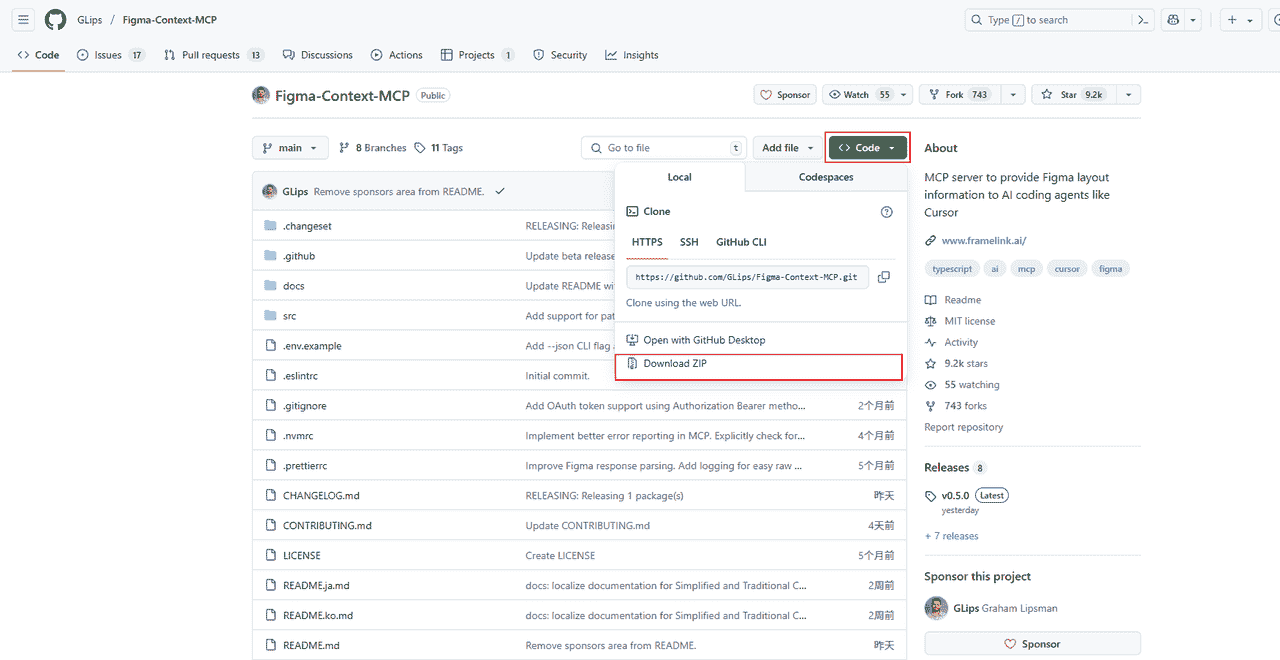 GLips / Figma-Context-MCP
Type / to search
Code Issues 17 Pull requests 13 Discussions Actions Projects 1 Security Insights
Figma-Context-MCP Public
Sponsor Watch 55 Fork 743 Star 9.2k
main 8 Branches 11 Tags
Go to file t
Add file
Code
Local Codespaces
Clone
HTTPS SSH GitHub CLI
https://github.com/GLips/Figma-Context-MCP.git
Clone using the web URL.
Open with GitHub Desktop
Download ZIP
GLips Remove sponsors area from README.
.changeset RELEASING: Releasing
.github Update beta release
docs Update README wi
src Add support for pat
.env.example Add --json CLI flag
.eslintrc Initial commit.
.gitignore Add OAuth token support using Authorization Bearer metho... 2个月前
.nvmrc Implement better error reporting in MCP. Explicitly check for... 4个月前
.prettierrc Improve Figma response parsing. Add logging for easy raw ... 5个月前
CHANGELOG.md RELEASING: Releasing 1 package(s) 昨天
CONTRIBUTING.md Update CONTRIBUTING.md 4天前
LICENSE Create LICENSE 5个月前
README.ja.md docs: localize documentation for Simplified and Traditional C... 2周前
README.ko.md docs: localize documentation for Simplified and Traditional C... 2周前
README.md Remove sponsors area from README. 昨天
About
MCP server to provide Figma layout
information to AI coding agents like
Cursor
www.framelink.ai/
typescript ai mcp cursor figma
Readme
MIT license
Activity
9.2k stars
55 watching
743 forks
Report repository
Releases 8
v0.5.0 Latest
yesterday
+ 7 releases
Sponsor this project
GLips Graham Lipsman
Sponsor